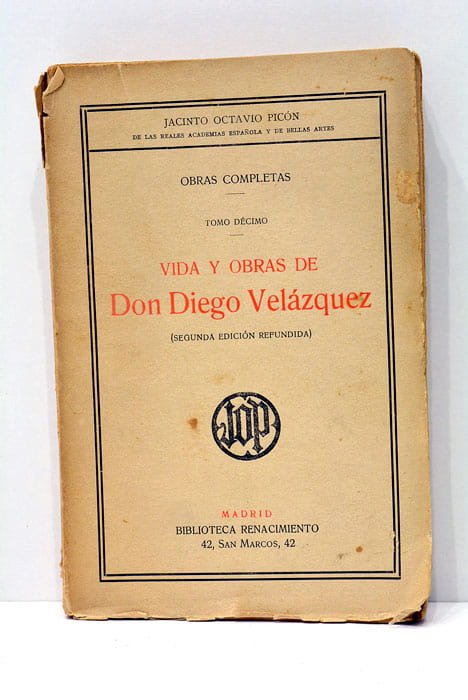 JACINTO OCTAVIO PICÓN
DE LAS REALES ACADEMIAS ESPAÑOLA Y DE BELLAS ARTES
OBRAS COMPLETAS
TOMO DÉCIMO
VIDA Y OBRAS DE
Don Diego Velázquez
(SEGUNDA EDICIÓN REFUNDIDA)
JOP
MADRID
BIBLIOTECA RENACIMIENTO
42, SAN MARCOS, 42